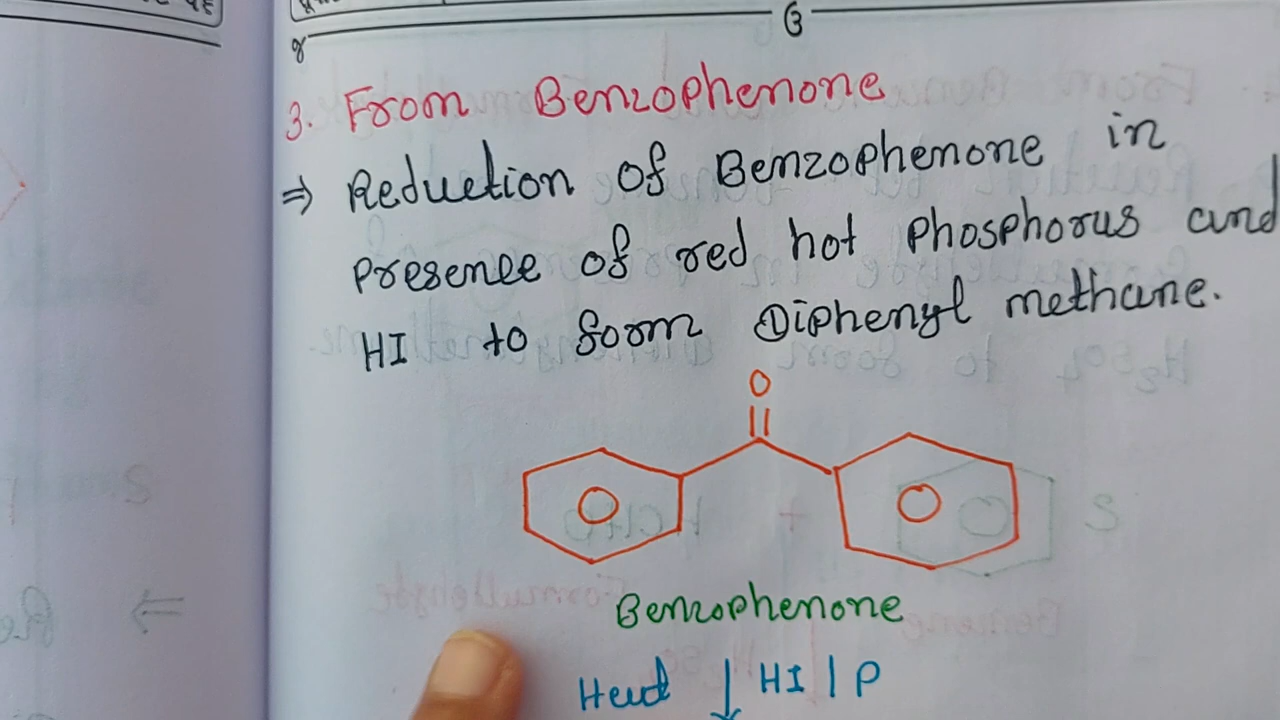 3. From Benzophenone
⇒ Reduction of Benzophenone in
presence of red hot phosphorus and
HI to form Diphenyl methane.
O
Benzophenone
Heat ↓ HI | P